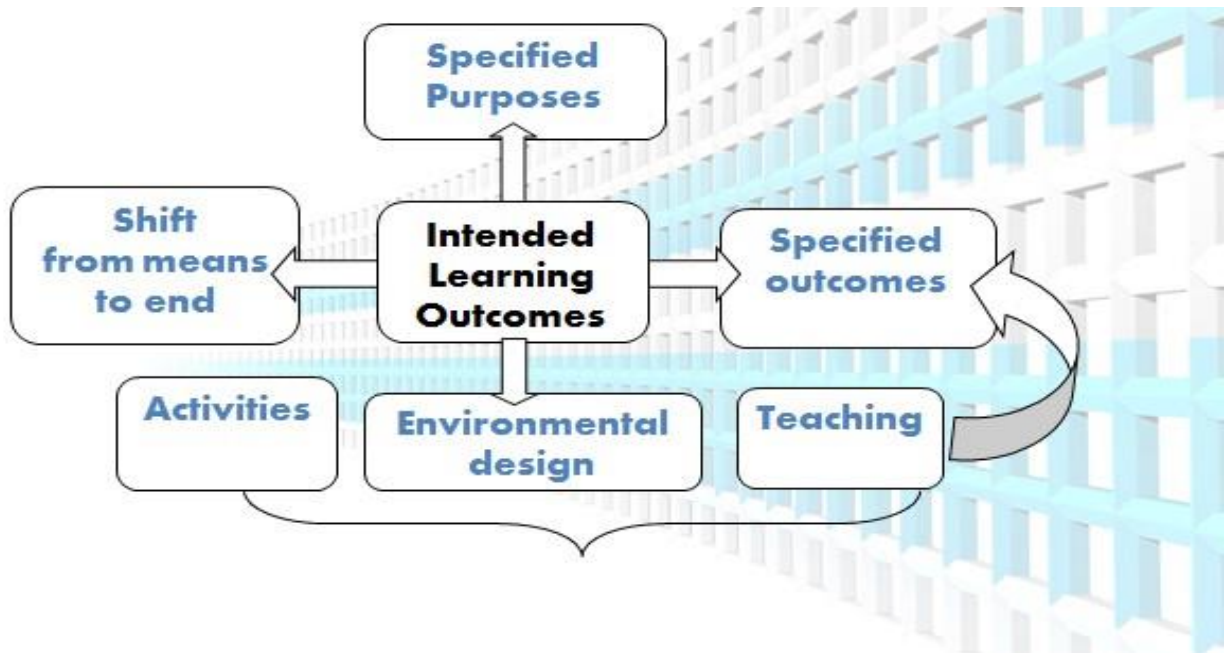 Specified
Purposes
Shift
from means
to end
Intended
Learning
Outcomes
Specified
outcomes
Activities
Environmental
design
Teaching